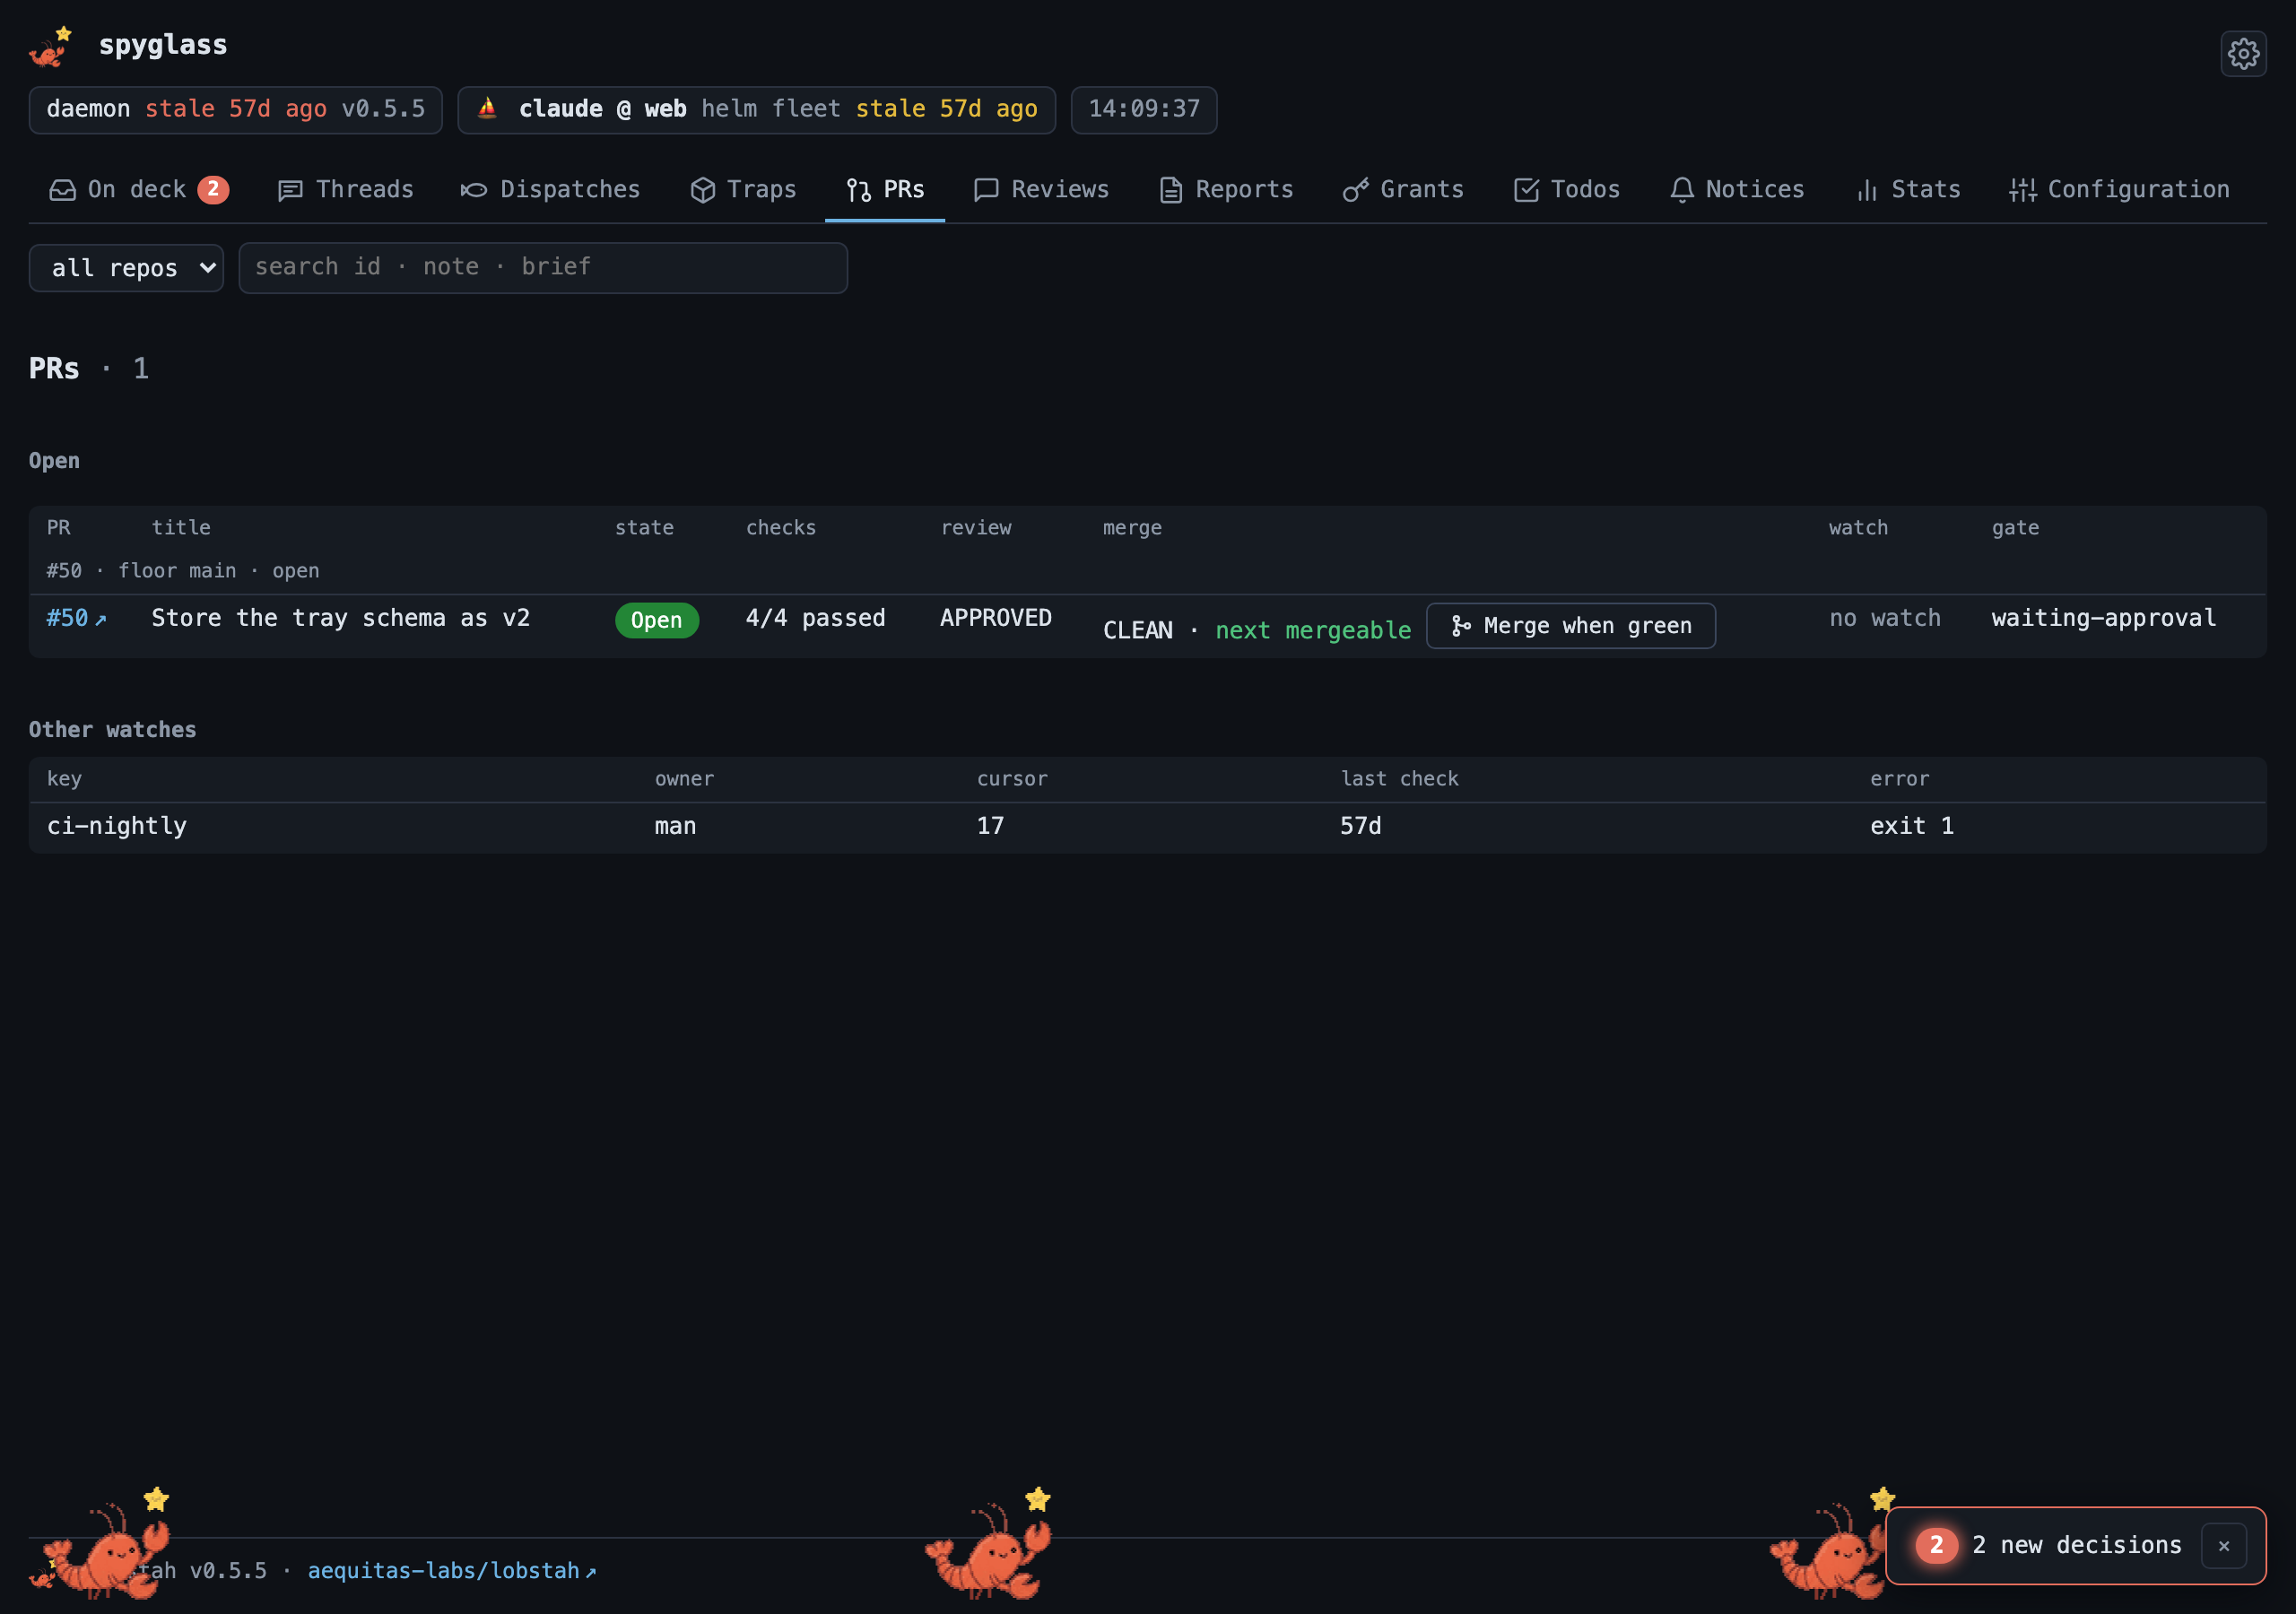 spyglass
daemon stale 57d ago v0.5.5
claude @ web helm fleet stale 57d ago
14:09:37
On deck 2
Threads
Dispatches
Traps
PRs
Reviews
Reports
Grants
Todos
Notices
Stats
Configuration
all repos
search id · note · brief
PRs · 1
Open
PR title state checks review merge watch gate
#50 · floor main · open
#50↗ Store the tray schema as v2 Open 4/4 passed APPROVED CLEAN · next mergeable Merge when green no watch waiting-approval
Other watches
key owner cursor last check error
ci-nightly man 17 57d exit 1
v0.5.5 · aequitas-labs/lobstah↗
2 2 new decisions ×